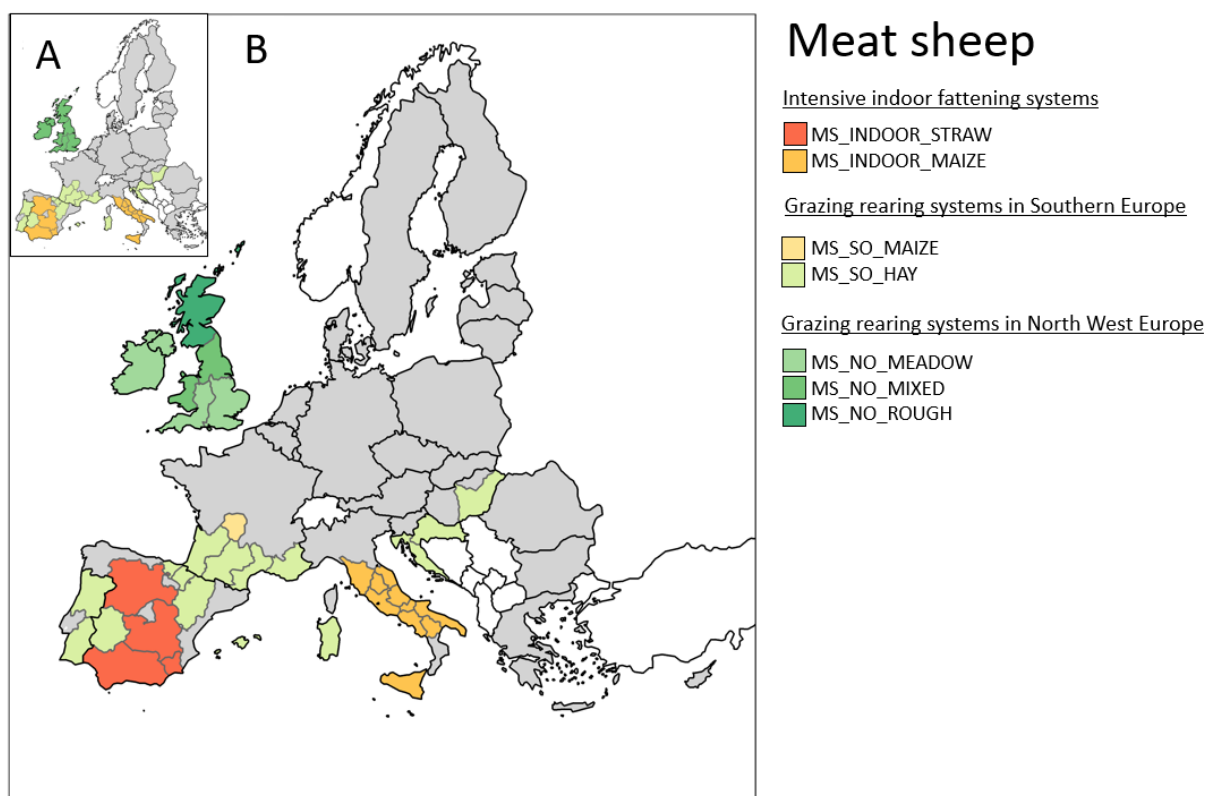 A
B
Meat sheep
Intensive indoor fattening systems
MS_INDOOR_STRAW
MS_INDOOR_MAIZE
Grazing rearing systems in Southern Europe
MS_SO_MAIZE
MS_SO_HAY
Grazing rearing systems in North West Europe
MS_NO_MEADOW
MS_NO_MIXED
MS_NO_ROUGH